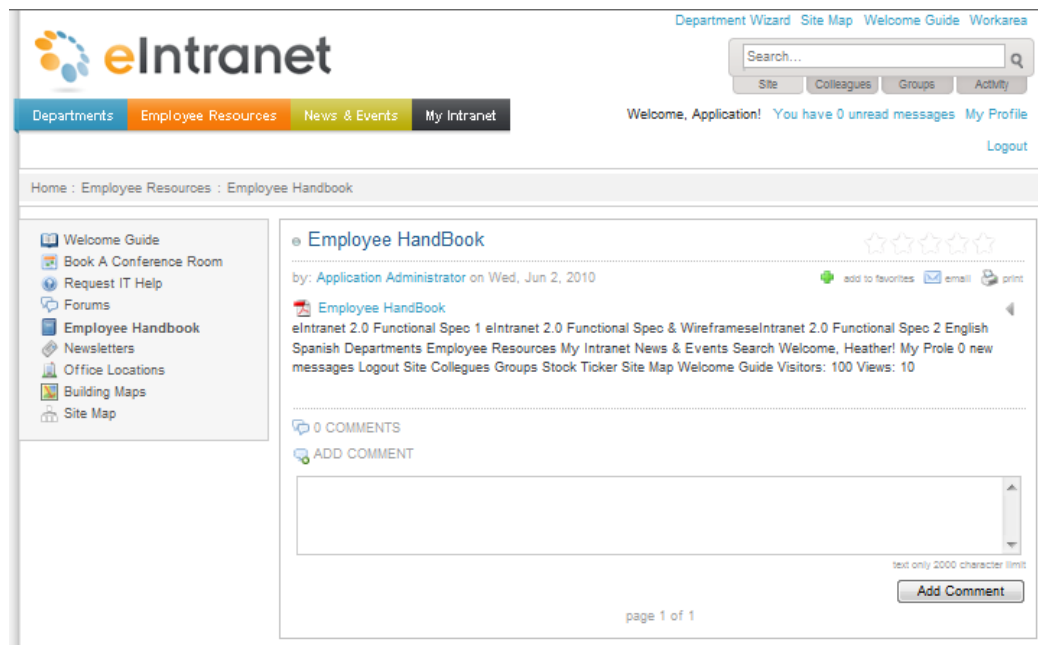 Department Wizard Site Map Welcome Guide Workarea
eIntranet
Search...
Site Colleagues Groups Activity
Departments Employee Resources News & Events My Intranet
Welcome, Application! You have 0 unread messages My Profile
Logout
Home : Employee Resources : Employee Handbook
Welcome Guide
Book A Conference Room
Request IT Help
Forums
Employee Handbook
Newsletters
Office Locations
Building Maps
Site Map
Employee HandBook
by: Application Administrator on Wed, Jun 2, 2010
add to favorites email print
Employee HandBook
eIntranet 2.0 Functional Spec 1 eIntranet 2.0 Functional Spec & WireframeseIntranet 2.0 Functional Spec 2 English
Spanish Departments Employee Resources My Intranet News & Events Search Welcome, Heather! My Prole 0 new
messages Logout Site Collegues Groups Stock Ticker Site Map Welcome Guide Visitors: 100 Views: 10
0 COMMENTS
ADD COMMENT
text only 2000 character limit
Add Comment
page 1 of 1